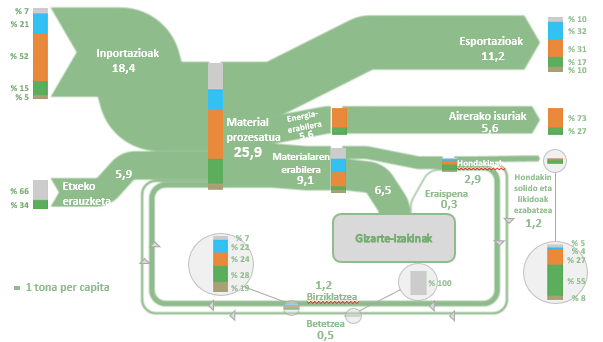 % 7
% 21
% 52
% 15
% 5
Inportazioak
18,4
Esportazioak
11,2
% 10
% 32
% 31
% 17
% 10
Material
prozesatua
25,9
Energia-
erabilera
5,6
Airerako isuriak
5,6
% 73
% 27
Materialaren
erabilera
9,1
Hondakinak
2,9
% 66
% 34
Etxeko
erauzketa
5,9
6,5
Eraispena
0,3
Hondakin
solido eta
likidoak
ezabatzea
1,2
Gizarte-izakinak
% 7
% 22
% 24
% 28
% 19
% 100
% 5
% 4
% 27
% 55
% 8
1 tona per capita
1,2
Birziklatzea
Betetzea
0,5